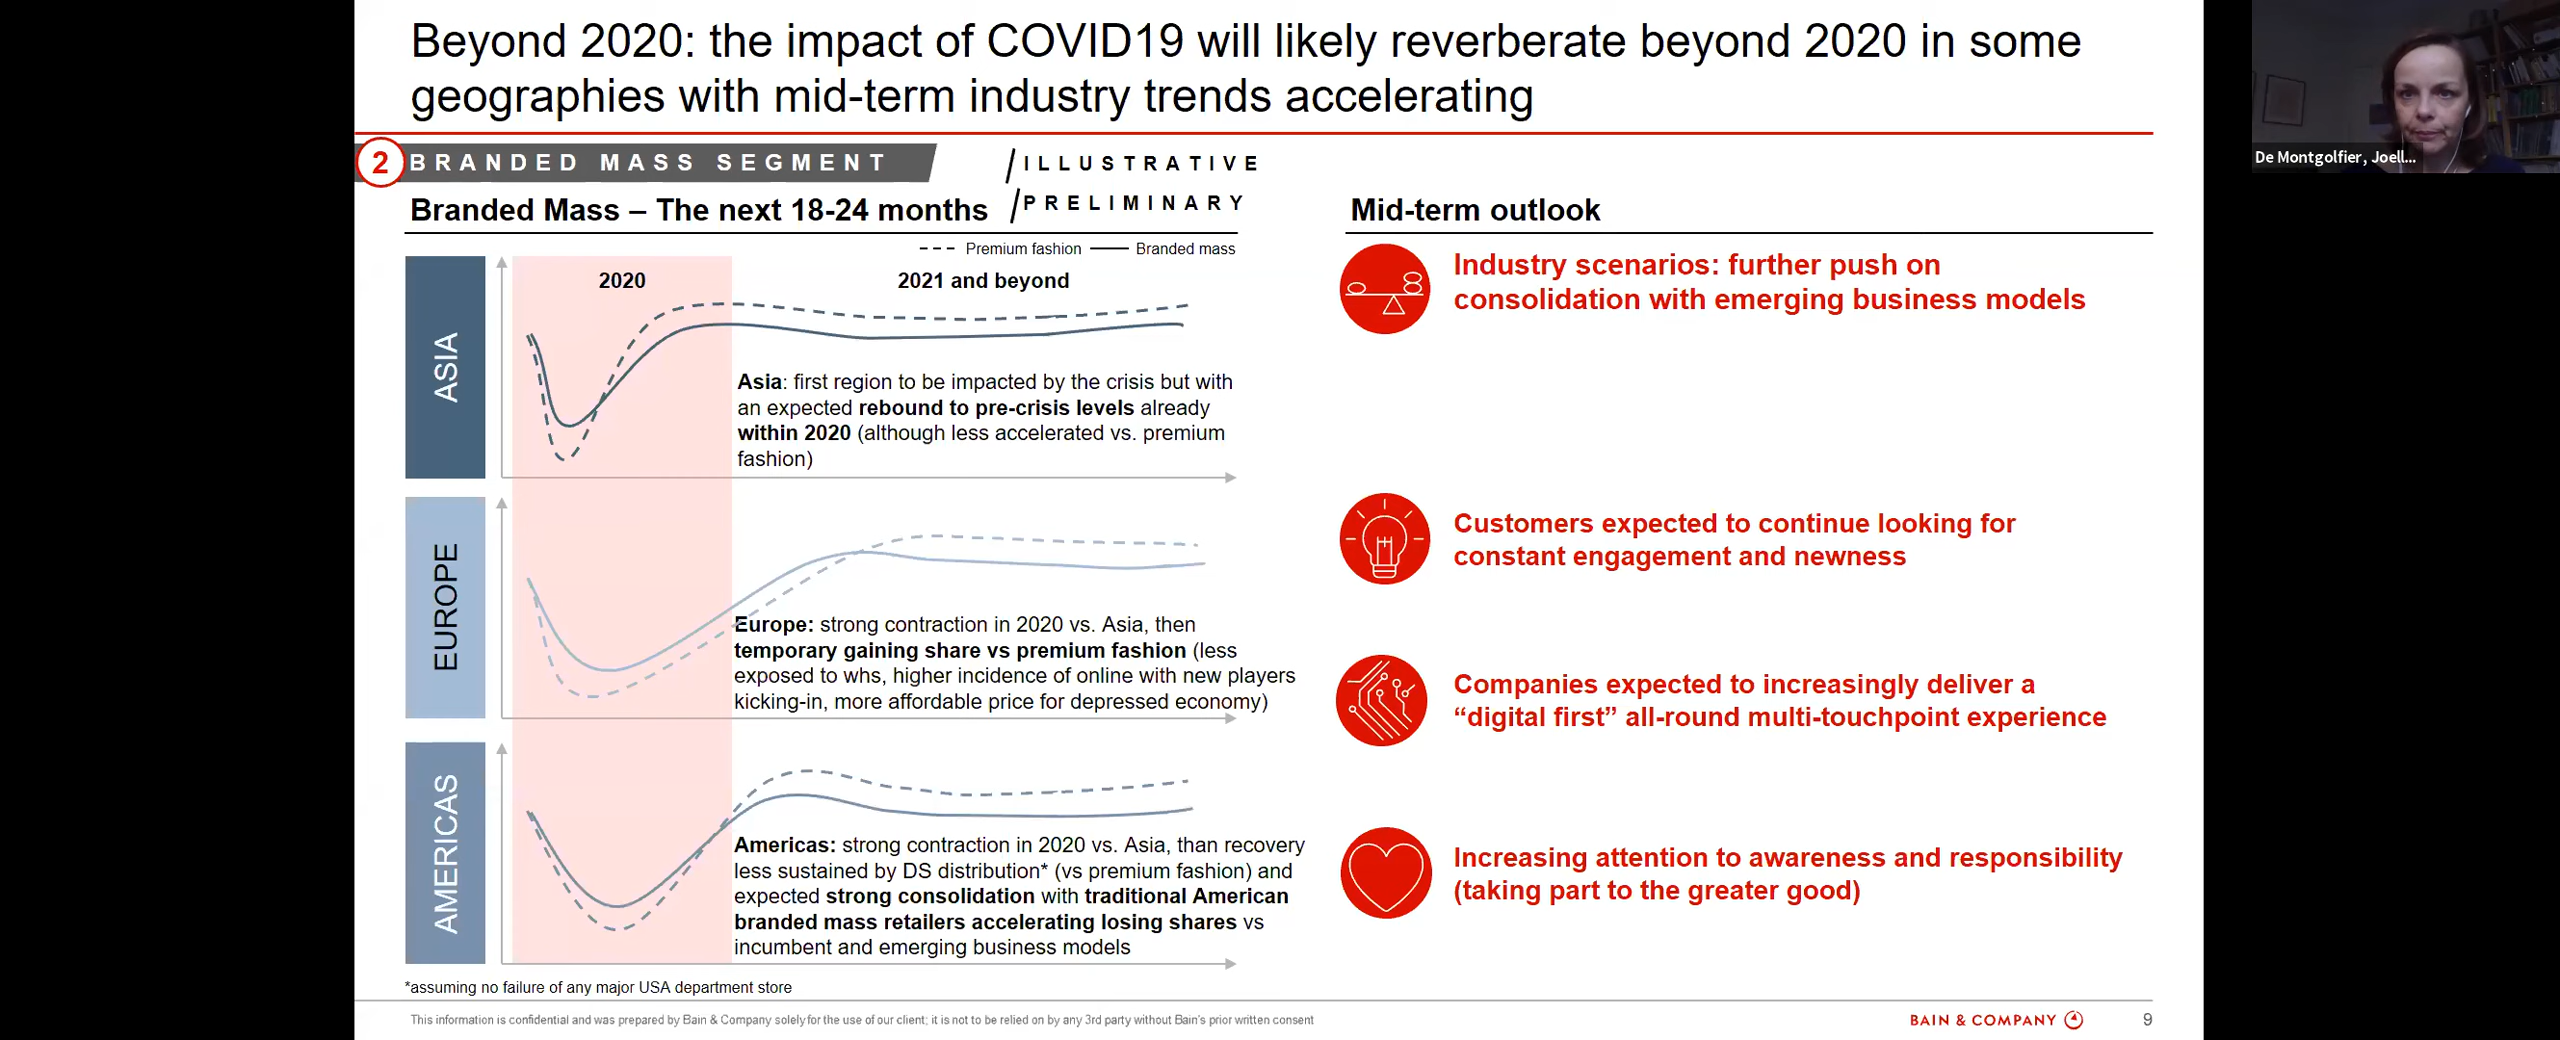 Beyond 2020: the impact of COVID19 will likely reverberate beyond 2020 in some
geographies with mid-term industry trends accelerating
2 BRANDED MASS SEGMENT
ILLUSTRATIVE
PRELIMINARY
Branded Mass – The next 18-24 months
Premium fashion Branded mass
2020 2021 and beyond
ASIA
Asia: first region to be impacted by the crisis but with
an expected rebound to pre-crisis levels already
within 2020 (although less accelerated vs. premium
fashion)
EUROPE
Europe: strong contraction in 2020 vs. Asia, then
temporary gaining share vs premium fashion (less
exposed to whs, higher incidence of online with new players
kicking-in, more affordable price for depressed economy)
AMERICAS
Americas: strong contraction in 2020 vs. Asia, than recovery
less sustained by DS distribution* (vs premium fashion) and
expected strong consolidation with traditional American
branded mass retailers accelerating losing shares vs
incumbent and emerging business models
*assuming no failure of any major USA department store
Mid-term outlook
Industry scenarios: further push on
consolidation with emerging business models
Customers expected to continue looking for
constant engagement and newness
Companies expected to increasingly deliver a
“digital first” all-round multi-touchpoint experience
Increasing attention to awareness and responsibility
(taking part to the greater good)
This information is confidential and was prepared by Bain & Company solely for the use of our client; it is not to be relied on by any 3rd party without Bain's prior written consent
BAIN & COMPANY
9
De Montgolfier, Joell...